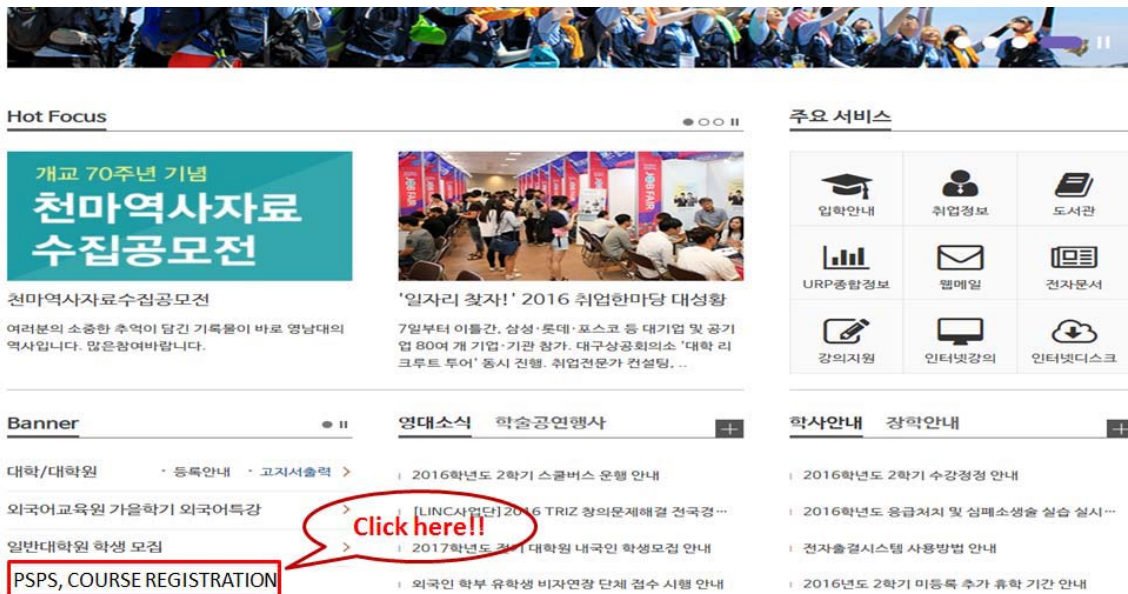 Hot Focus
개교 70주년 기념
천마역사자료
수집공모전
천마역사자료수집공모전
여러분의 소중한 추억이 담긴 기록물이 바로 영남대의
역사입니다. 많은참여바랍니다.
JOB FAIR
'일자리 찾자!' 2016 취업한마당 대성황
7일부터 이틀간, 삼성·롯데·포스코 등 대기업 및 공기
업 80여 개 기업·기관 참가. 대구상공회의소 '대학 리
크루트 투어' 동시 진행. 취업전문가 컨설팅, ..
주요 서비스
입학안내 취업정보 도서관
URP종합정보 웹메일 전자문서
강의지원 인터넷강의 인터넷디스크
Banner
대학/대학원 · 등록안내 · 고지서출력 >
외국어교육원 가을학기 외국어특강 >
일반대학원 학생 모집 >
PSPS, COURSE REGISTRATION
Click here!!
영대소식 학술공연행사
2016학년도 2학기 스쿨버스 운행 안내
[LINC사업단] 2016 TRIZ 창의문제해결 전국경…
2017학년도 전기 대학원 내국인 학생모집 안내
외국인 학부 유학생 비자연장 단체 접수 시행 안내
학사안내 장학안내
2016학년도 2학기 수강정정 안내
2016학년도 응급처치 및 심폐소생술 실습 실시…
전자출결시스템 사용방법 안내
2016년도 2학기 미등록 추가 휴학 기간 안내